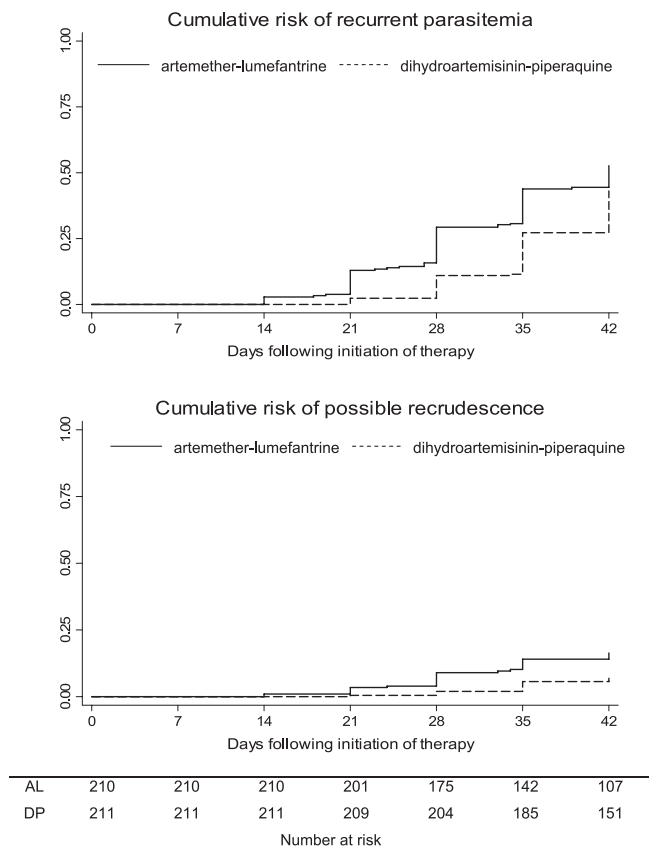 Cumulative risk of recurrent parasitemia
artemether-lumefantrine dihydroartemisinin-piperaquine
1.00
0.75
0.50
0.25
0.00
0 7 14 21 28 35 42
Days following initiation of therapy
Cumulative risk of possible recrudescence
artemether-lumefantrine dihydroartemisinin-piperaquine
1.00
0.75
0.50
0.25
0.00
0 7 14 21 28 35 42
Days following initiation of therapy
AL 210 210 210 201 175 142 107
DP 211 211 211 209 204 185 151
Number at risk